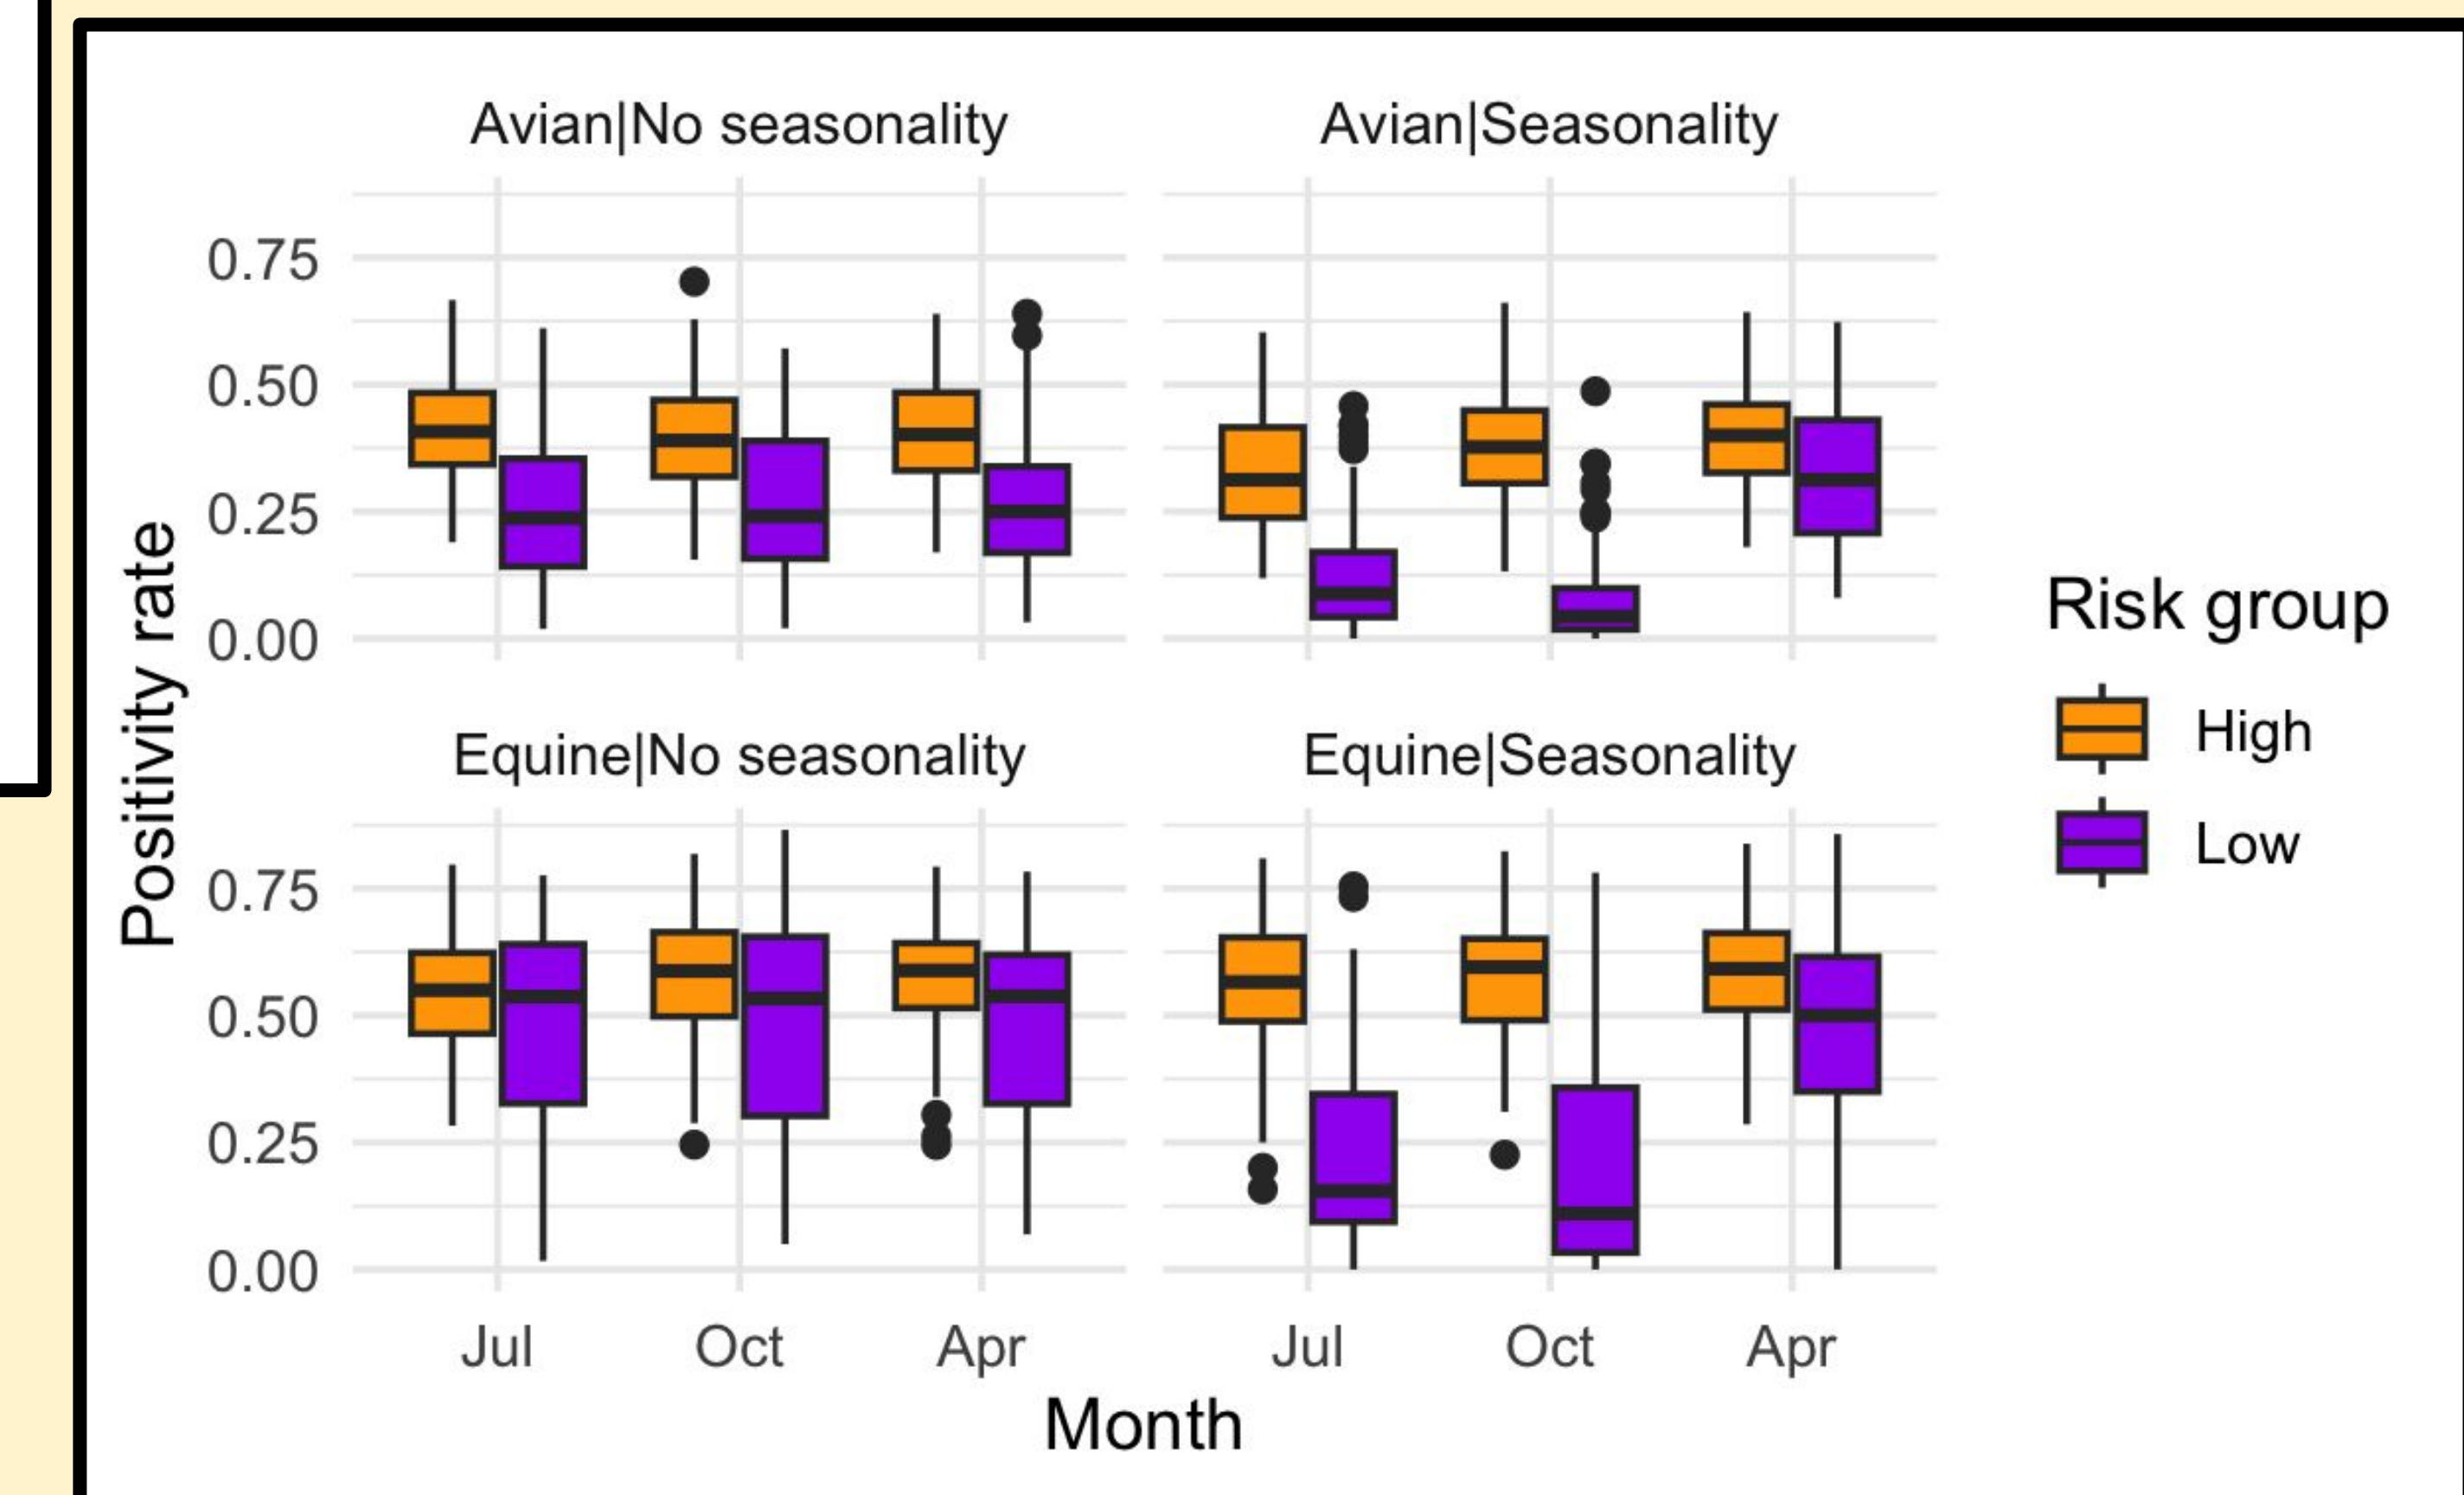 Avian|No seasonality
Avian|Seasonality
0.75
0.50
0.25
0.00
Equine|No seasonality
Equine|Seasonality
0.75
0.50
0.25
0.00
Positivity rate
Jul
Oct
Apr
Jul
Oct
Apr
Month
Risk group
High
Low